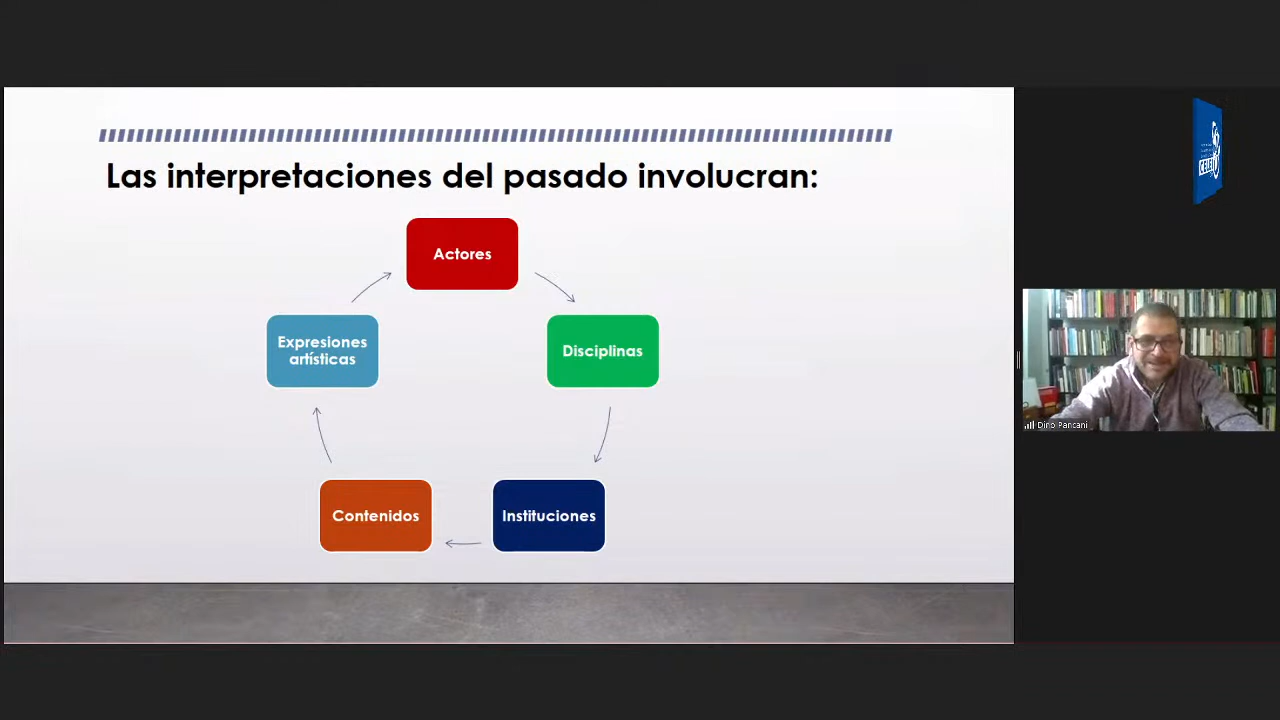 Las interpretaciones del pasado involucran:
Actores
Disciplinas
Instituciones
Contenidos
Expresiones
artísticas
Dino Pancani